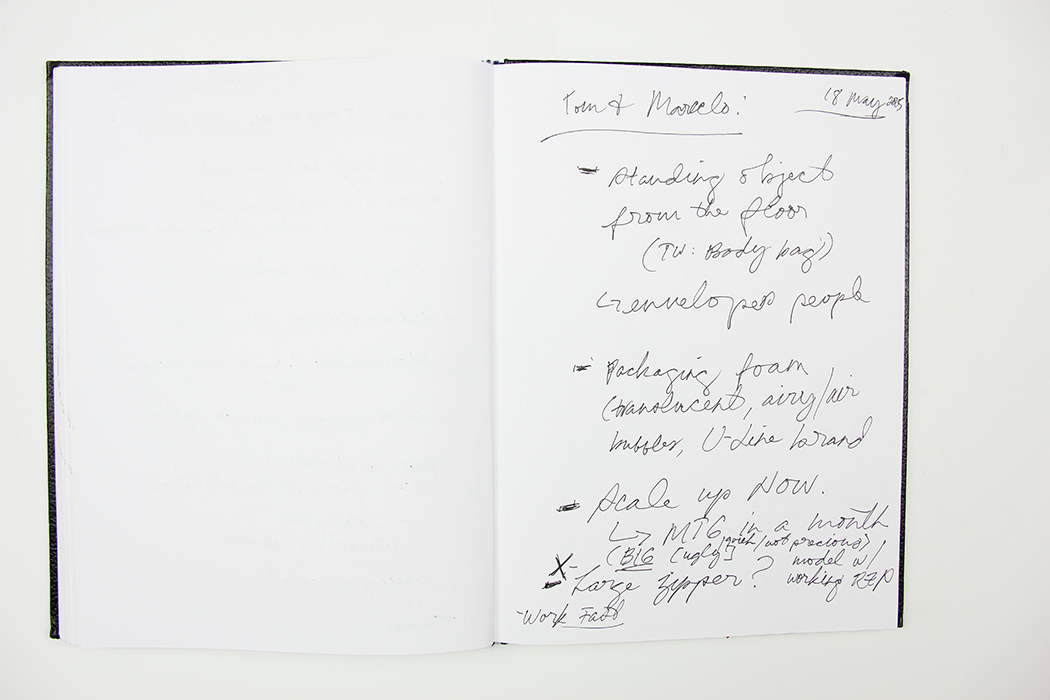 Tom & Marcelo:
18 May 2015
- Standing object
from the floor
(TW: Body bag)
↳ envelopes people
- Packaging foam
(translucent, airy/air
bubbles, U-Line brand
- Scale up NOW.
↳ MTG in a month
(BIG [ugly] quick/not precious)
model w/
working ZIP
X - Large zipper?
- Work Fast